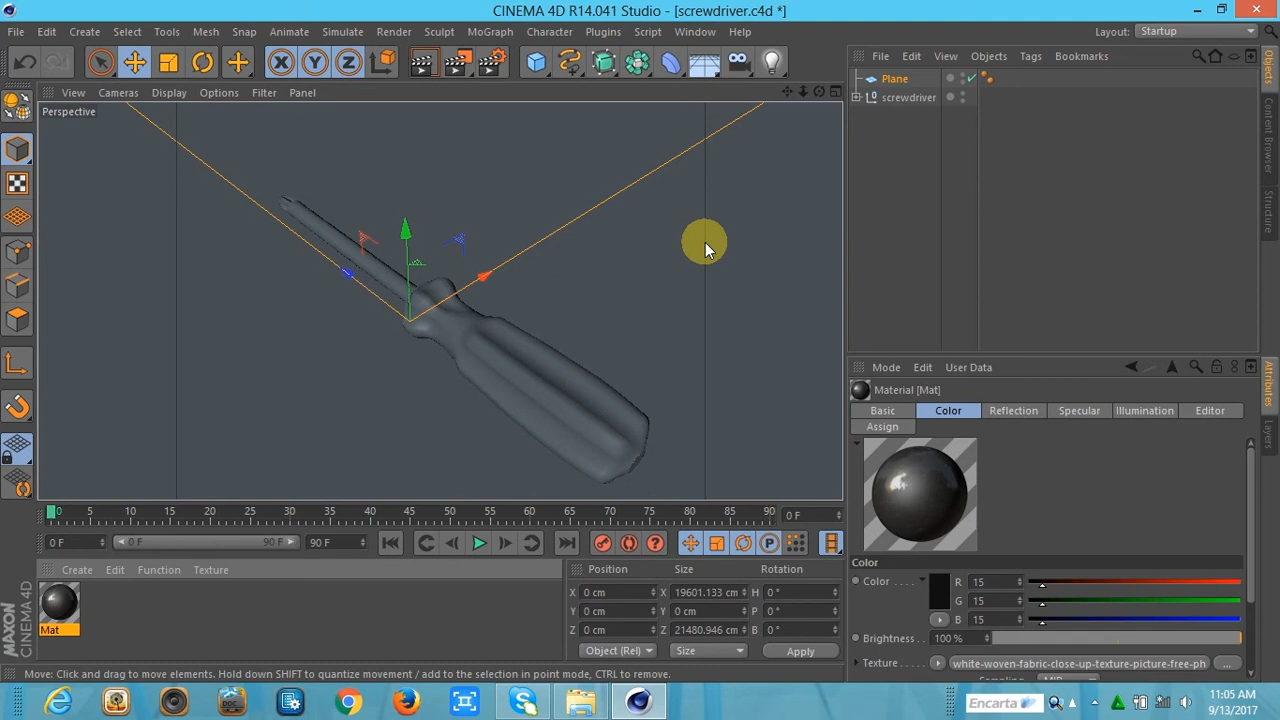 CINEMA 4D R14.041 Studio - [screwdriver.c4d *]
File Edit Create Select Tools Mesh Snap Animate Simulate Render Sculpt MoGraph Character Plugins Script Window Help
Layout: Startup
X Y Z
File Edit View Objects Tags Bookmarks
Plane
screwdriver
View Cameras Display Options Filter Panel
Perspective
Objects
Content Browser
Structure
Attributes
Layers
Mode Edit User Data
Material [Mat]
Basic Color Reflection Specular Illumination Editor
Assign
Color
Color R 15
G 15
B 15
Brightness 100 %
Texture white-woven-fabric-close-up-texture-picture-free-ph
0 5 10 15 20 25 30 35 40 45 50 55 60 65 70 75 80 85 90 0 F
0 F 0 F 90 F 90 F
Create Edit Function Texture
Mat
MAXON CINEMA 4D
Position Size Rotation
X 0 cm X 19601.133 cm H 0 °
Y 0 cm Y 0 cm P 0 °
Z 0 cm Z 21480.946 cm B 0 °
Object (Rel) Size Apply
Move: Click and drag to move elements. Hold down SHIFT to quantize movement / add to the selection in point mode, CTRL to remove.
DOC
Encarta
11:05 AM
9/13/2017